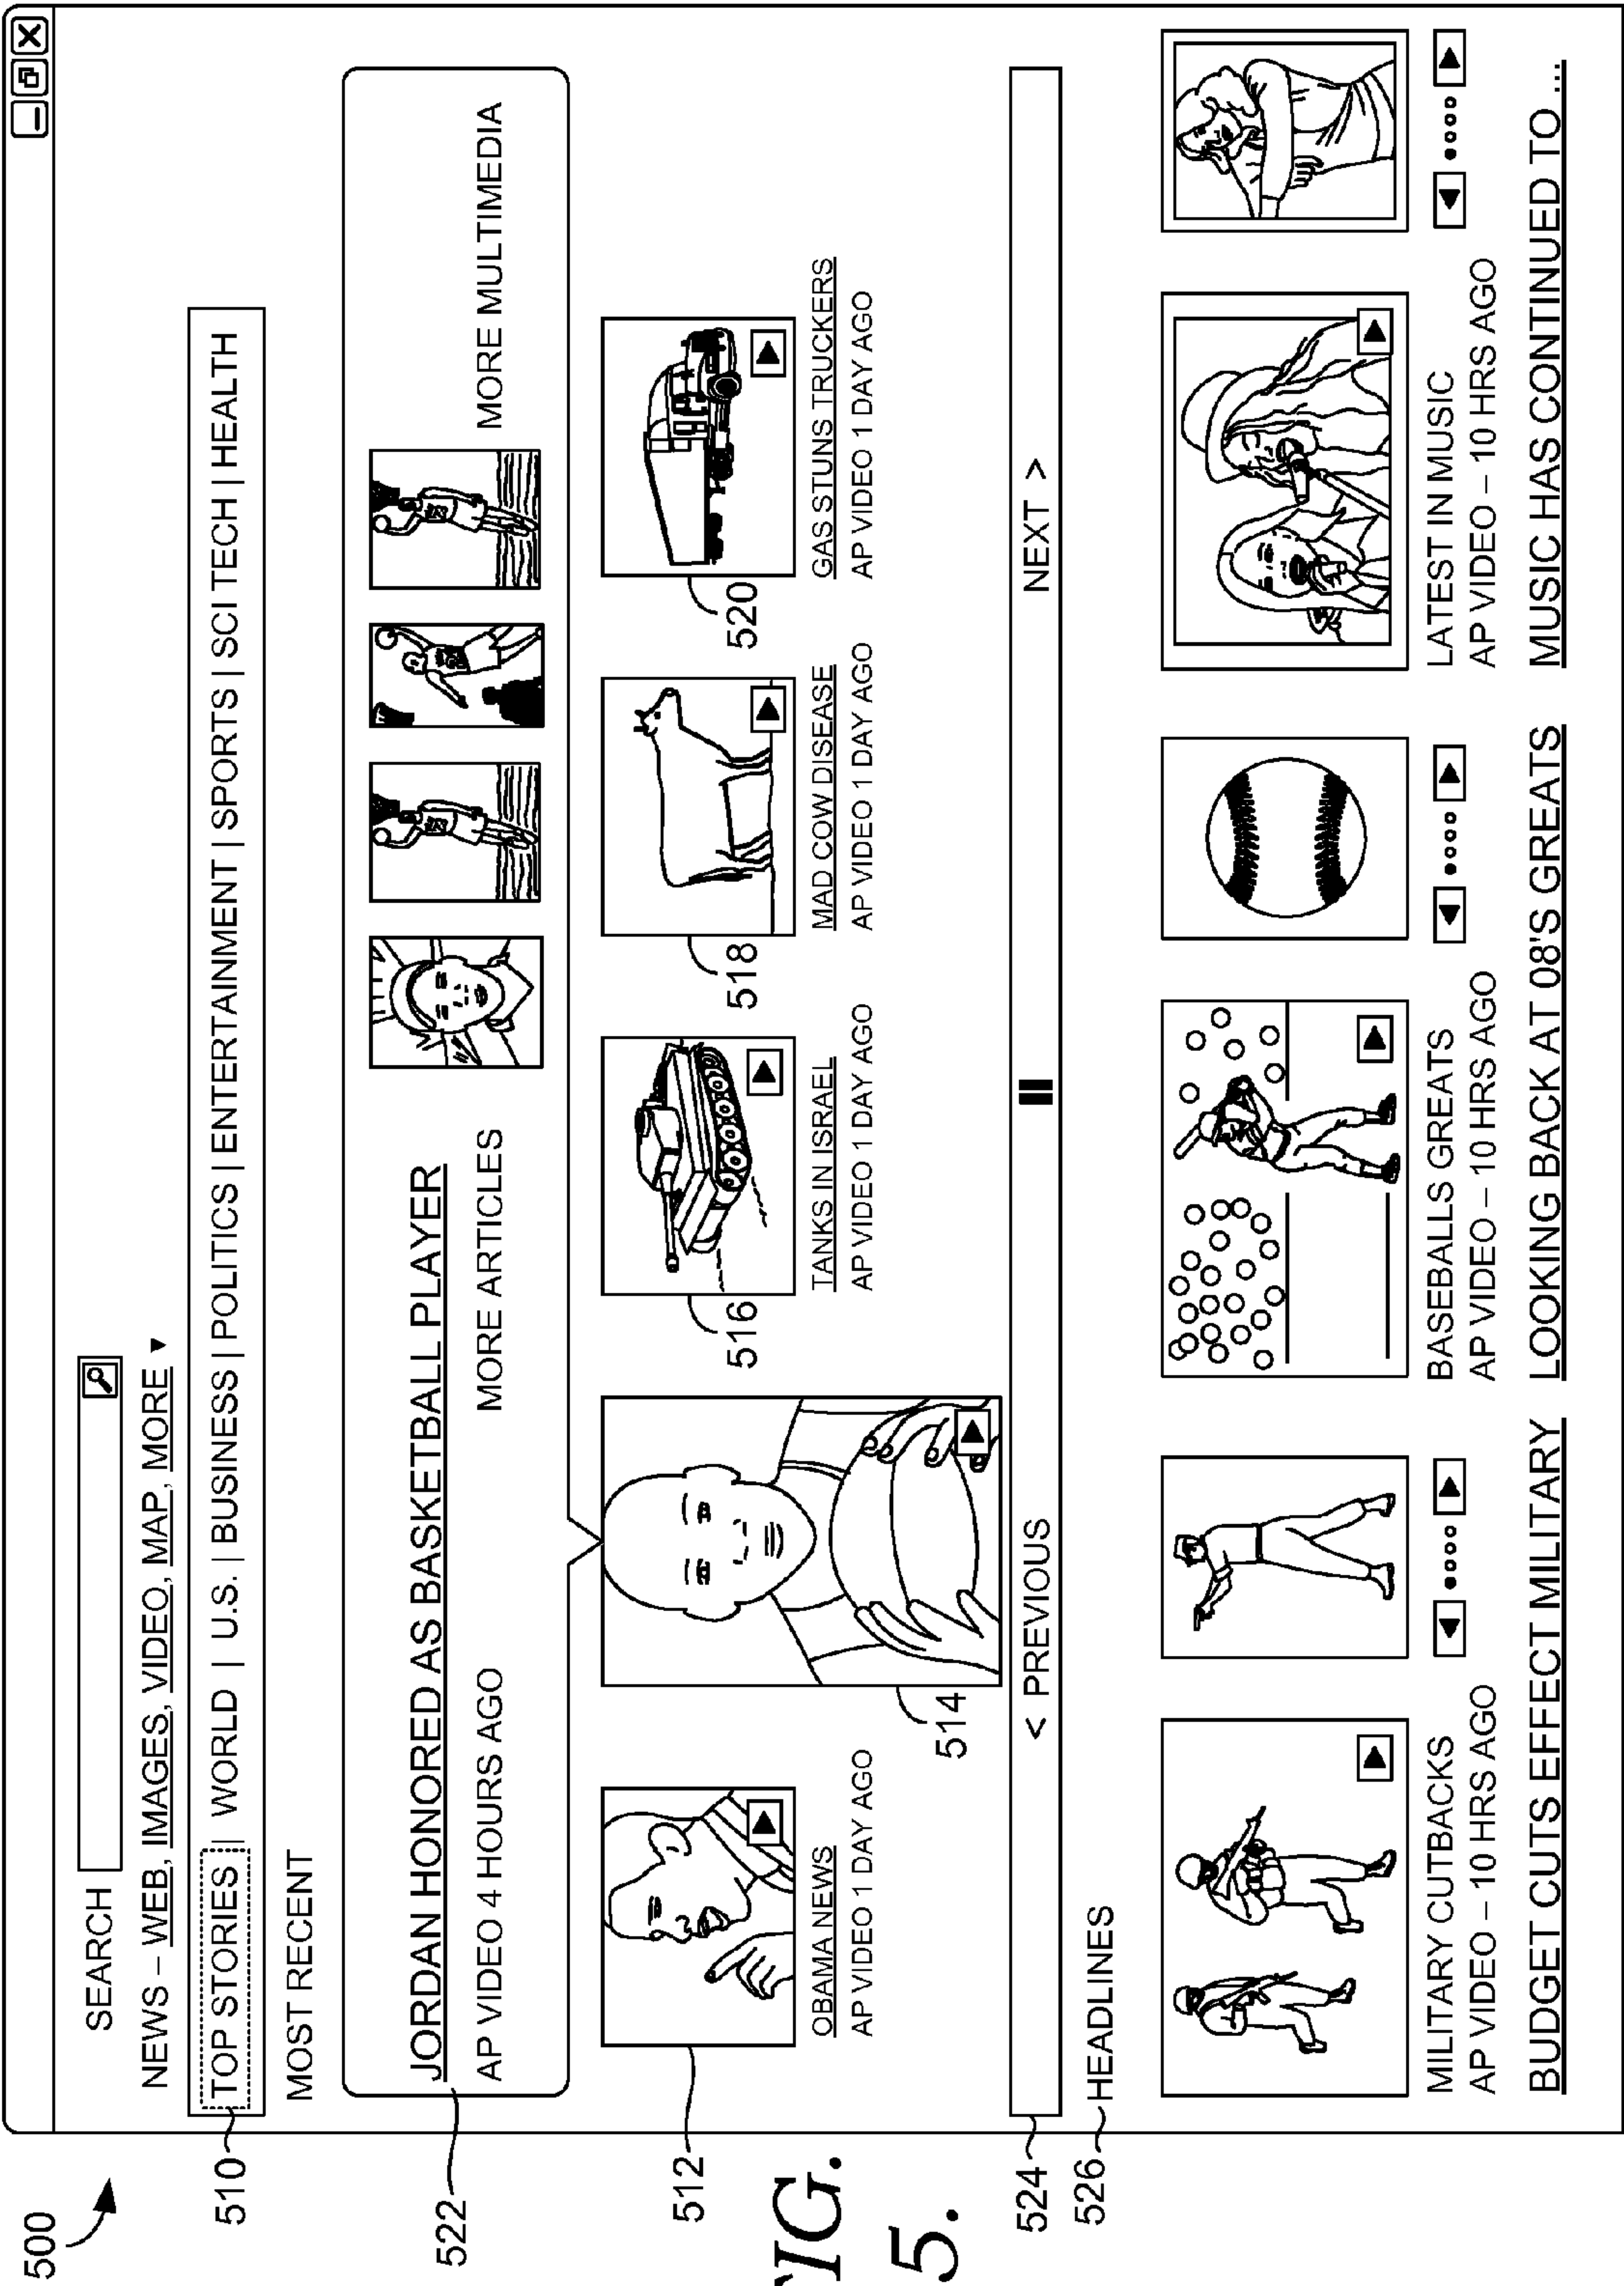 500
SEARCH
NEWS – WEB, IMAGES, VIDEO, MAP, MORE ▼
510
TOP STORIES | WORLD | U.S. | BUSINESS | POLITICS | ENTERTAINMENT | SPORTS | SCI TECH | HEALTH
MOST RECENT
522
JORDAN HONORED AS BASKETBALL PLAYER
AP VIDEO 4 HOURS AGO MORE ARTICLES MORE MULTIMEDIA
512
514
516
518
520
OBAMA NEWS
AP VIDEO 1 DAY AGO
TANKS IN ISRAEL
AP VIDEO 1 DAY AGO
MAD COW DISEASE
AP VIDEO 1 DAY AGO
GAS STUNS TRUCKERS
AP VIDEO 1 DAY AGO
524
< PREVIOUS NEXT >
526
HEADLINES
MILITARY CUTBACKS
AP VIDEO – 10 HRS AGO
BUDGET CUTS EFFECT MILITARY
BASEBALLS GREATS
AP VIDEO – 10 HRS AGO
LOOKING BACK AT 08'S GREATS
LATEST IN MUSIC
AP VIDEO – 10 HRS AGO
MUSIC HAS CONTINUED TO ...
FIG.
5.